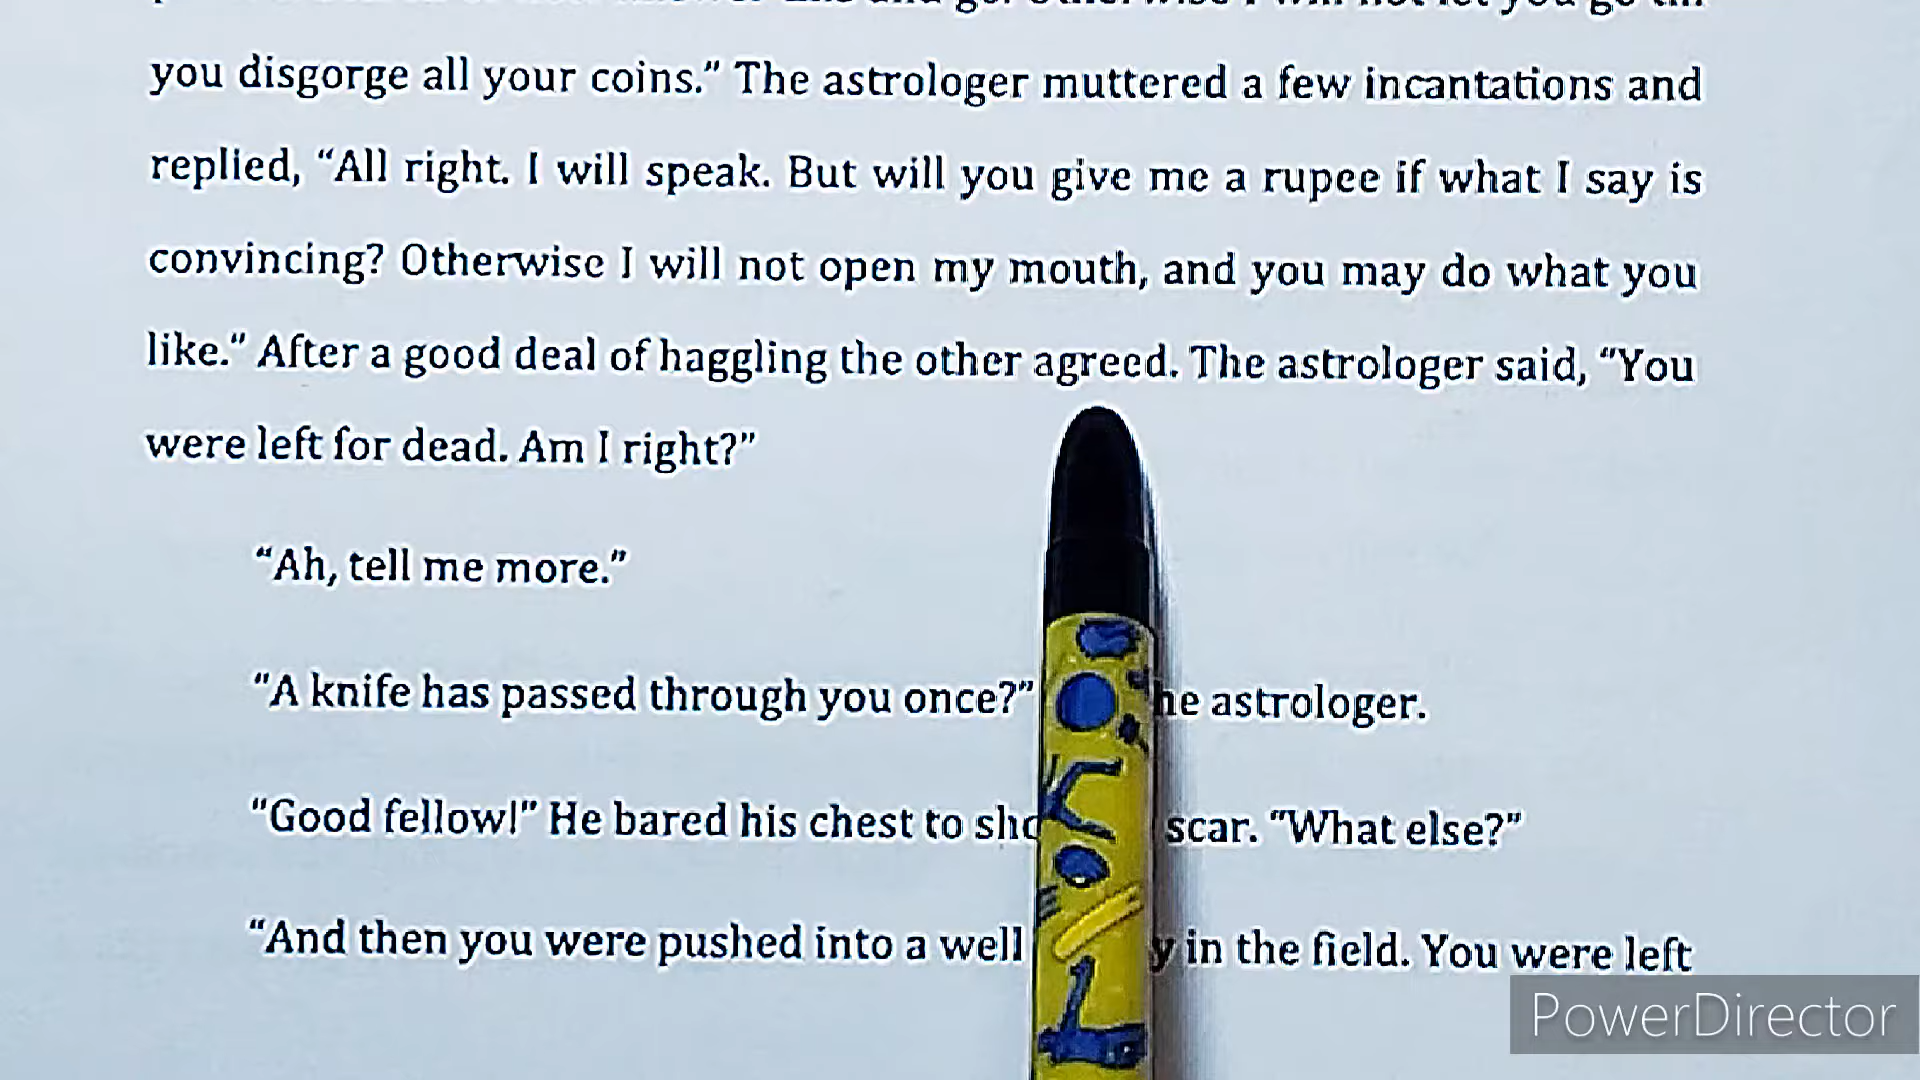 you disgorge all your coins.” The astrologer muttered a few incantations and
replied, “All right. I will speak. But will you give me a rupee if what I say is
convincing? Otherwise I will not open my mouth, and you may do what you
like.” After a good deal of haggling the other agreed. The astrologer said, “You
were left for dead. Am I right?”
“Ah, tell me more.”
“A knife has passed through you once?” astrologer.
“Good fellow!” He bared his chest to scar. “What else?”
“And then you were pushed into a well in the field. You were left
PowerDirector